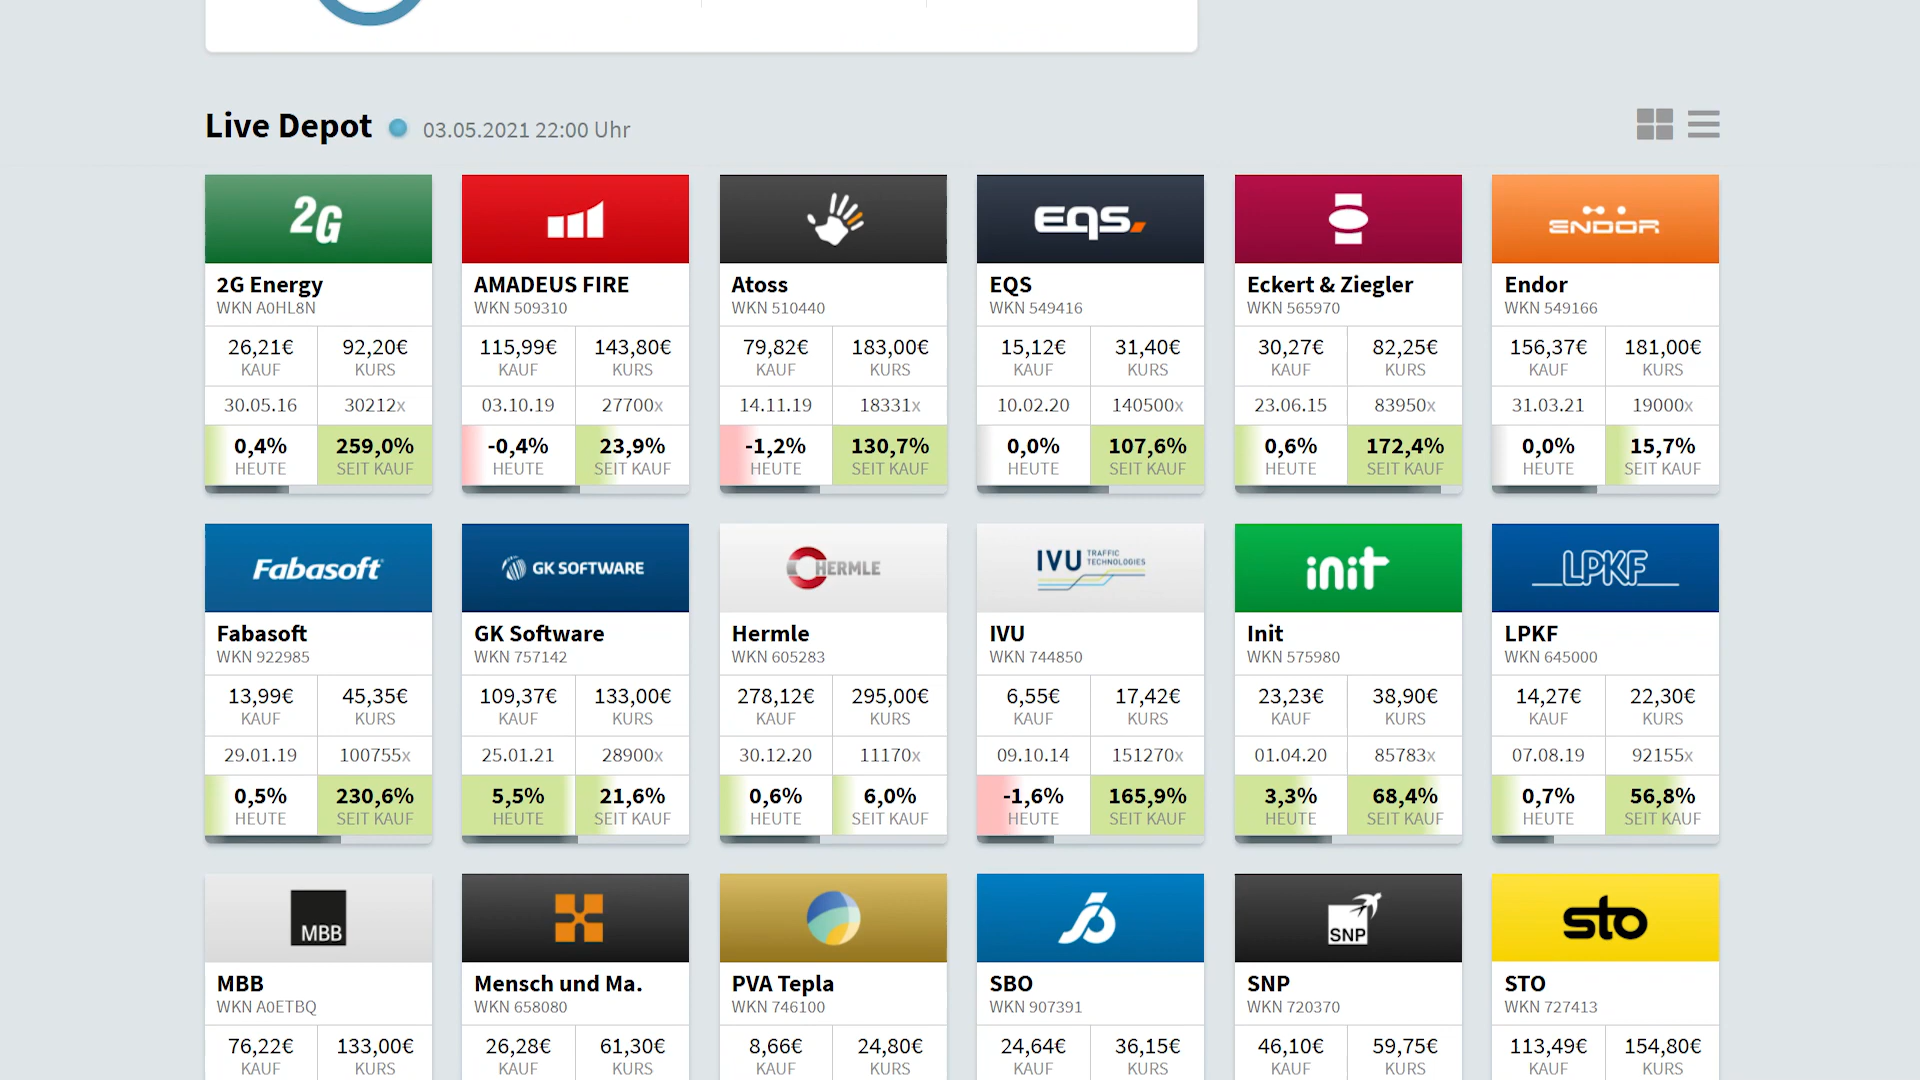 Live Depot 03.05.2021 22:00 Uhr
2G EQS ENDOR
2G Energy AMADEUS FIRE Atoss EQS Eckert & Ziegler Endor
WKN A0HL8N WKN 509310 WKN 510440 WKN 549416 WKN 565970 WKN 549166
26,21€ 92,20€ 115,99€ 143,80€ 79,82€ 183,00€ 15,12€ 31,40€ 30,27€ 82,25€ 156,37€ 181,00€
KAUF KURS KAUF KURS KAUF KURS KAUF KURS KAUF KURS KAUF KURS
30.05.16 30212x 03.10.19 27700x 14.11.19 18331x 10.02.20 140500x 23.06.15 83950x 31.03.21 19000x
0,4% 259,0% -0,4% 23,9% -1,2% 130,7% 0,0% 107,6% 0,6% 172,4% 0,0% 15,7%
HEUTE SEIT KAUF HEUTE SEIT KAUF HEUTE SEIT KAUF HEUTE SEIT KAUF HEUTE SEIT KAUF HEUTE SEIT KAUF
Fabasoft GK SOFTWARE HERMLE IVU TRAFFIC TECHNOLOGIES init LPKF
Fabasoft GK Software Hermle IVU Init LPKF
WKN 922985 WKN 757142 WKN 605283 WKN 744850 WKN 575980 WKN 645000
13,99€ 45,35€ 109,37€ 133,00€ 278,12€ 295,00€ 6,55€ 17,42€ 23,23€ 38,90€ 14,27€ 22,30€
KAUF KURS KAUF KURS KAUF KURS KAUF KURS KAUF KURS KAUF KURS
29.01.19 100755x 25.01.21 28900x 30.12.20 11170x 09.10.14 151270x 01.04.20 85783x 07.08.19 92155x
0,5% 230,6% 5,5% 21,6% 0,6% 6,0% -1,6% 165,9% 3,3% 68,4% 0,7% 56,8%
HEUTE SEIT KAUF HEUTE SEIT KAUF HEUTE SEIT KAUF HEUTE SEIT KAUF HEUTE SEIT KAUF HEUTE SEIT KAUF
MBB SNP sto
MBB Mensch und Ma. PVA Tepla SBO SNP STO
WKN A0ETBQ WKN 658080 WKN 746100 WKN 907391 WKN 720370 WKN 727413
76,22€ 133,00€ 26,28€ 61,30€ 8,66€ 24,80€ 24,64€ 36,15€ 46,10€ 59,75€ 113,49€ 154,80€
KAUF KURS KAUF KURS KAUF KURS KAUF KURS KAUF KURS KAUF KURS